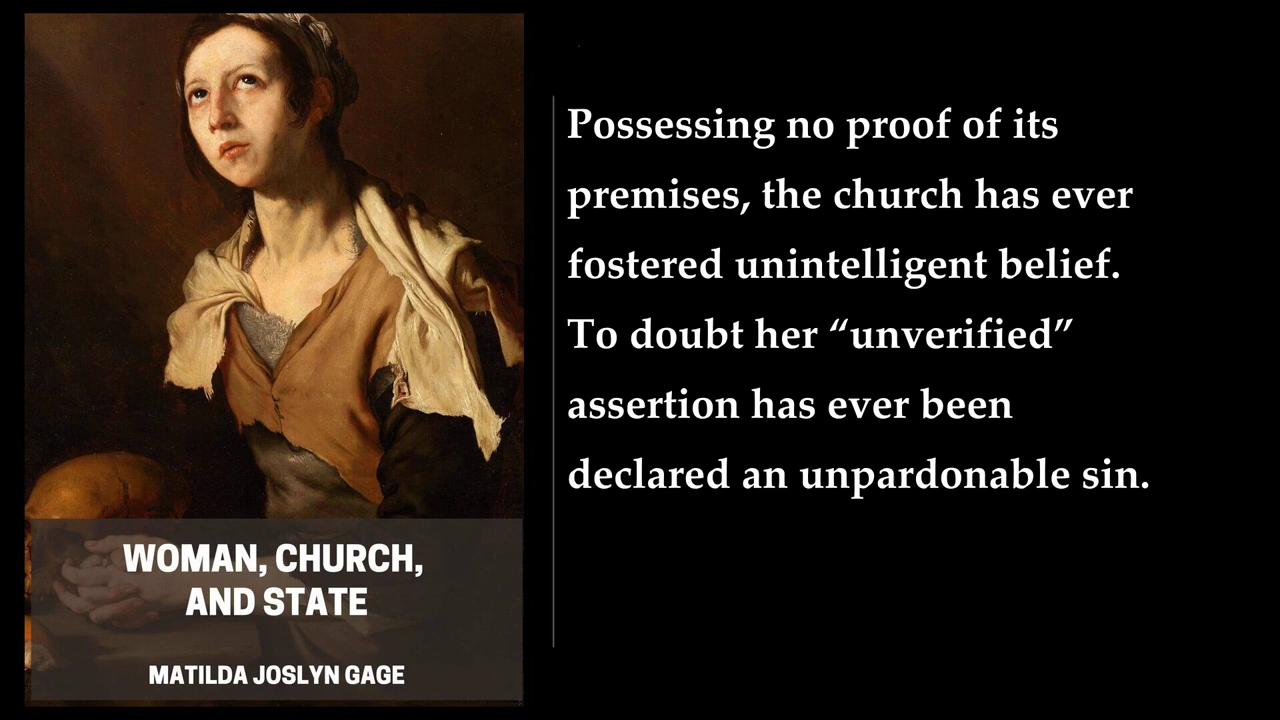 Possessing no proof of its
premises, the church has ever
fostered unintelligent belief.
To doubt her “unverified”
assertion has ever been
declared an unpardonable sin.
WOMAN, CHURCH,
AND STATE
MATILDA JOSLYN GAGE